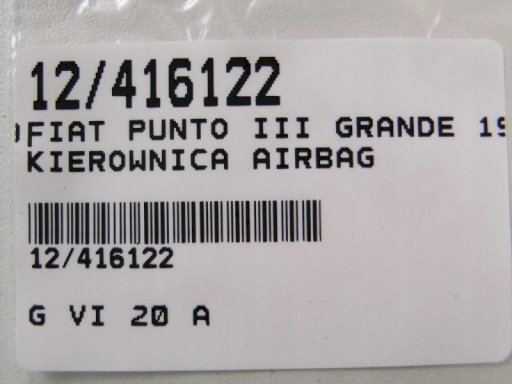 12/416122
FIAT PUNTO III GRANDE 19
KIEROWNICA AIRBAG
12/416122
G VI 20 A